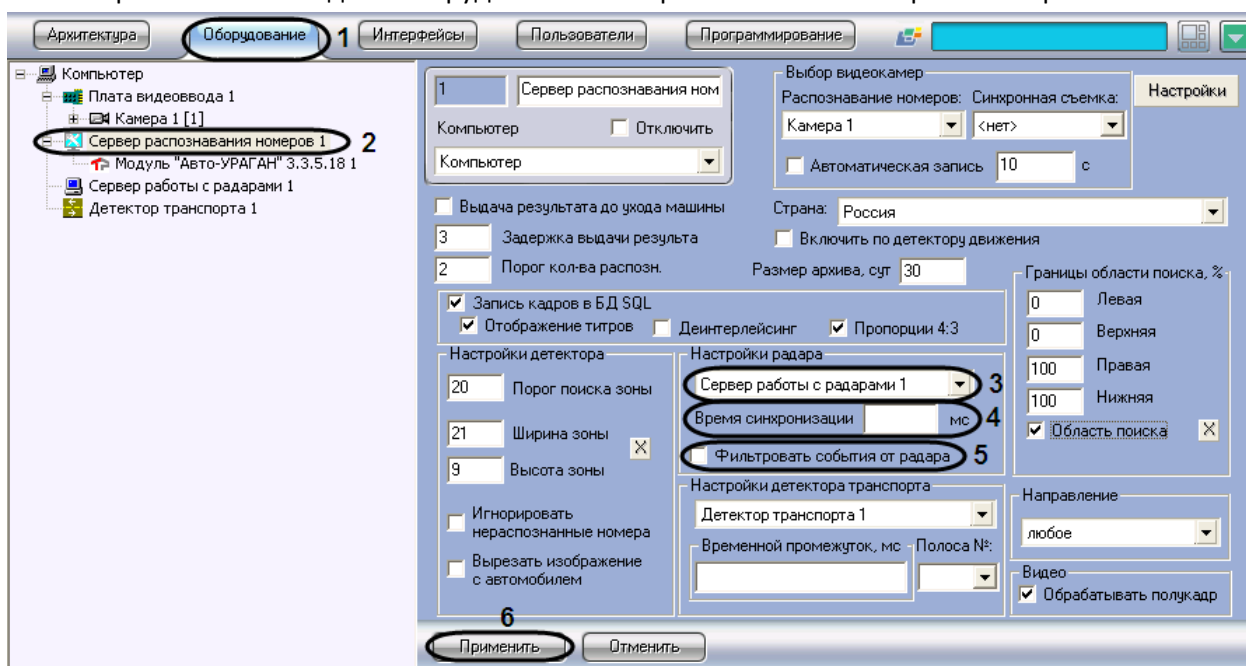 Архитектура Оборудование 1 Интерфейсы Пользователи Программирование
Компьютер
Плата видеоввода 1
Камера 1 [1]
Сервер распознавания номеров 1 2
Модуль "Авто-УРАГАН" 3.3.5.18 1
Сервер работы с радарами 1
Детектор транспорта 1
1 Сервер распознавания ном
Компьютер Отключить
Компьютер
Выбор видеокамер
Распознавание номеров: Синхронная съемка:
Камера 1 <нет>
Автоматическая запись 10 с
Настройки
Выдача результата до ухода машины
Страна: Россия
3 Задержка выдачи результа
Включить по детектору движения
2 Порог кол-ва распозн.
Размер архива, сут 30
Запись кадров в БД SQL
Отображение титров Деинтерлейсинг Пропорции 4:3
Границы области поиска, %
0 Левая
0 Верхняя
100 Правая
100 Нижняя
Область поиска X
Настройки детектора
20 Порог поиска зоны
21 Ширина зоны
X
9 Высота зоны
Игнорировать
нераспознанные номера
Вырезать изображение
с автомобилем
Настройки радара
Сервер работы с радарами 1 3
Время синхронизации мс 4
Фильтровать события от радара 5
Настройки детектора транспорта
Детектор транспорта 1
Временной промежуток, мс Полоса №:
Направление
любое
Видео
Обрабатывать полукадр
6
Применить Отменить